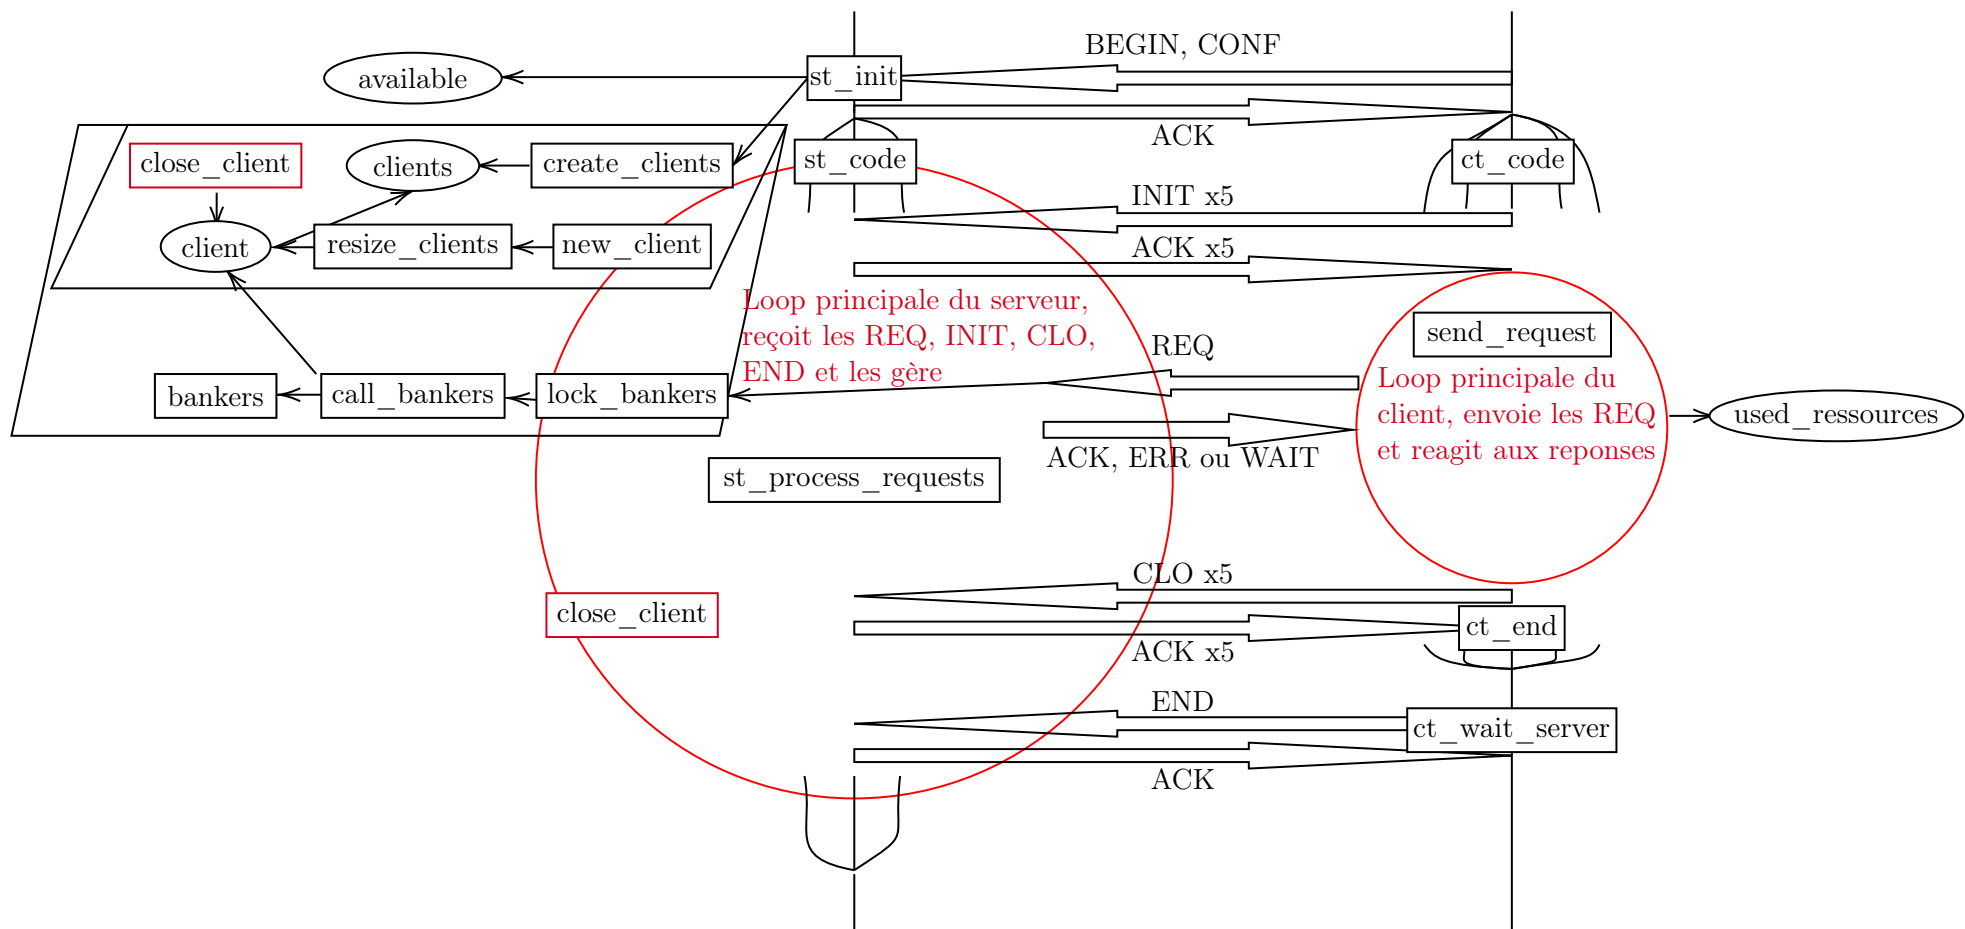 BEGIN, CONF
available
st_init
ACK
close_client
clients
create_clients
st_code
ct_code
INIT x5
client
resize_clients
new_client
ACK x5
Loop principale du serveur,
reçoit les REQ, INIT, CLO,
END et les gère
send_request
REQ
Loop principale du
client, envoie les REQ
et reagit aux reponses
bankers
call_bankers
lock_bankers
used_ressources
ACK, ERR ou WAIT
st_process_requests
CLO x5
close_client
ct_end
ACK x5
END
ct_wait_server
ACK